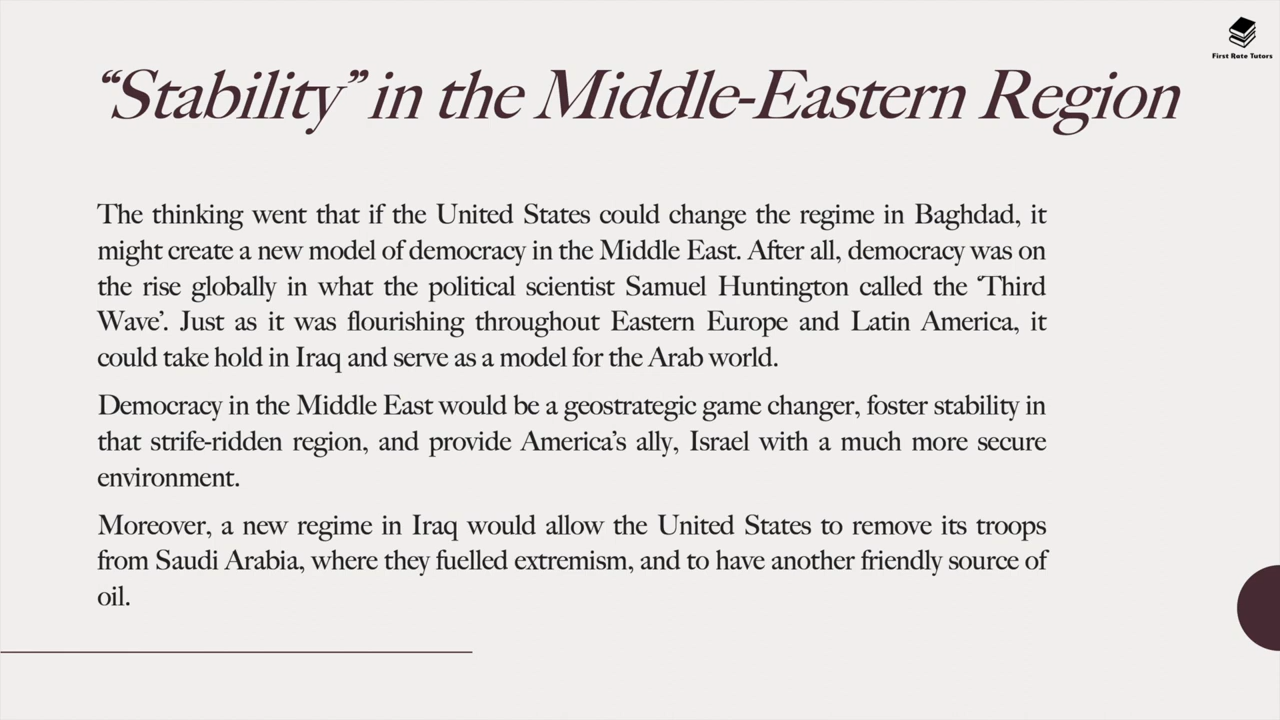 First Rate Tutors
“Stability” in the Middle-Eastern Region
The thinking went that if the United States could change the regime in Baghdad, it
might create a new model of democracy in the Middle East. After all, democracy was on
the rise globally in what the political scientist Samuel Huntington called the ‘Third
Wave’. Just as it was flourishing throughout Eastern Europe and Latin America, it
could take hold in Iraq and serve as a model for the Arab world.
Democracy in the Middle East would be a geostrategic game changer, foster stability in
that strife-ridden region, and provide America’s ally, Israel with a much more secure
environment.
Moreover, a new regime in Iraq would allow the United States to remove its troops
from Saudi Arabia, where they fuelled extremism, and to have another friendly source of
oil.